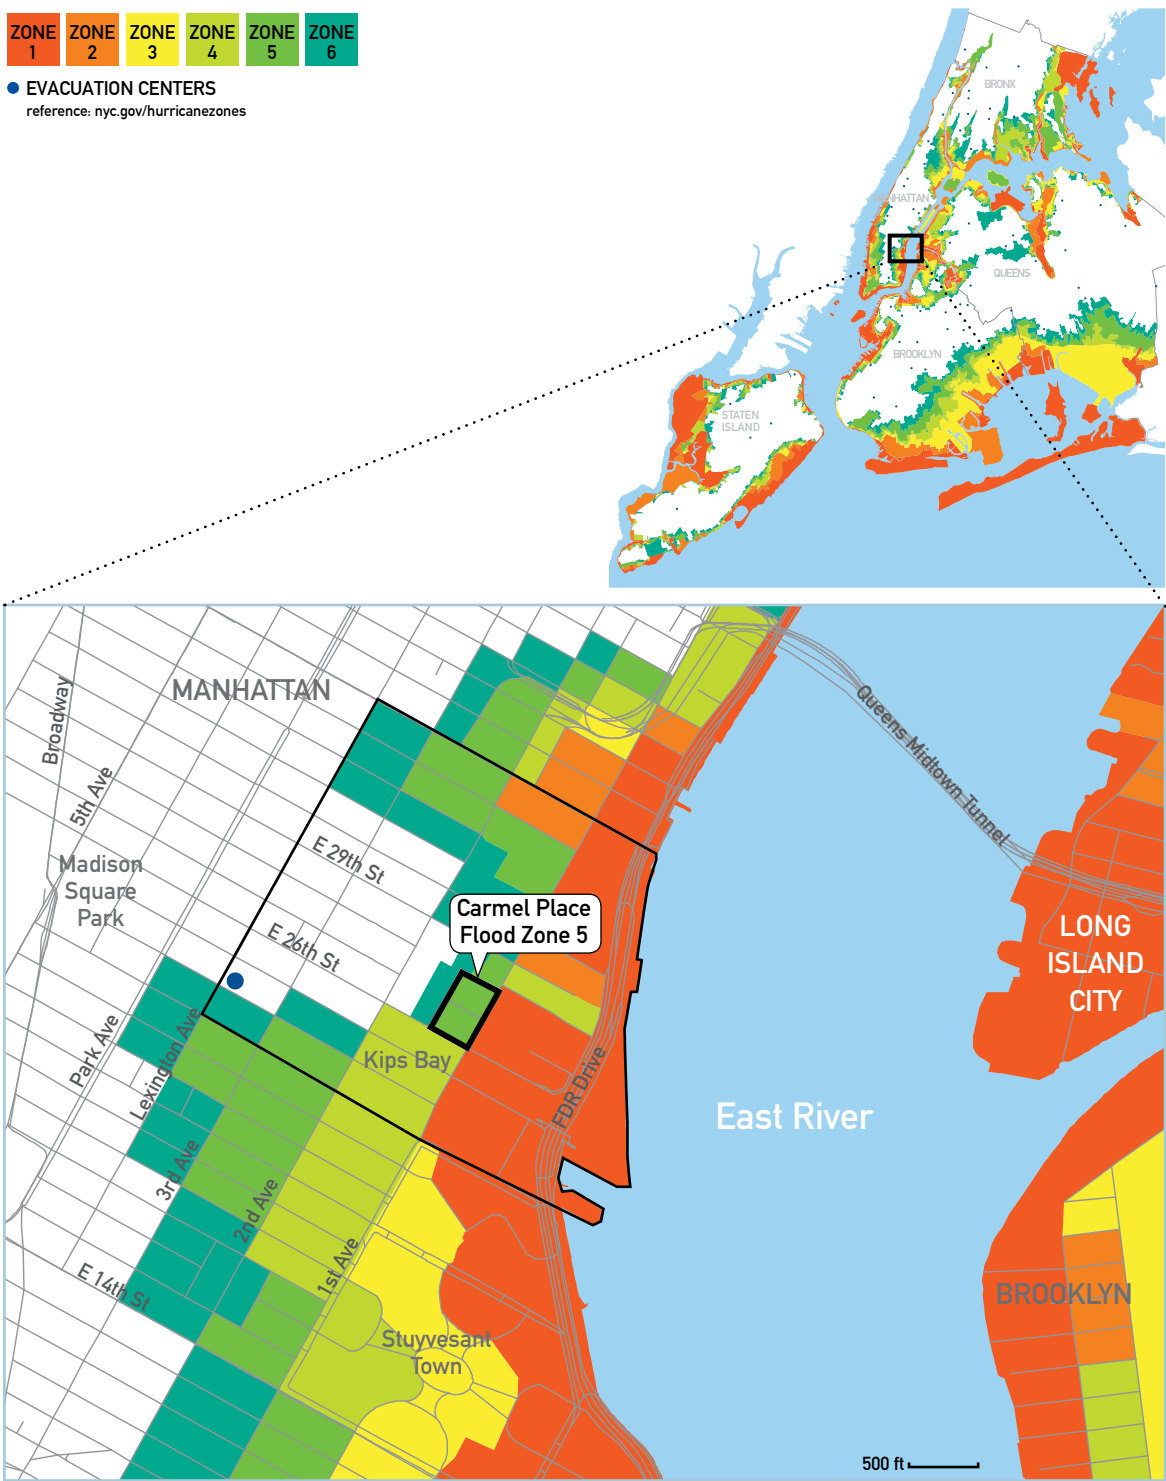 ZONE 1
ZONE 2
ZONE 3
ZONE 4
ZONE 5
ZONE 6
EVACUATION CENTERS
reference: nyc.gov/hurricanezones
BRONX
MANHATTAN
QUEENS
BROOKLYN
STATEN
ISLAND
MANHATTAN
Broadway
5th Ave
Madison
Square
Park
E 29th St
E 26th St
Carmel Place
Flood Zone 5
Queens Midtown Tunnel
LONG
ISLAND
CITY
Park Ave
Lexington Ave
Kips Bay
FDR Drive
East River
3rd Ave
2nd Ave
1st Ave
E 14th St
Stuyvesant
Town
BROOKLYN
500 ft